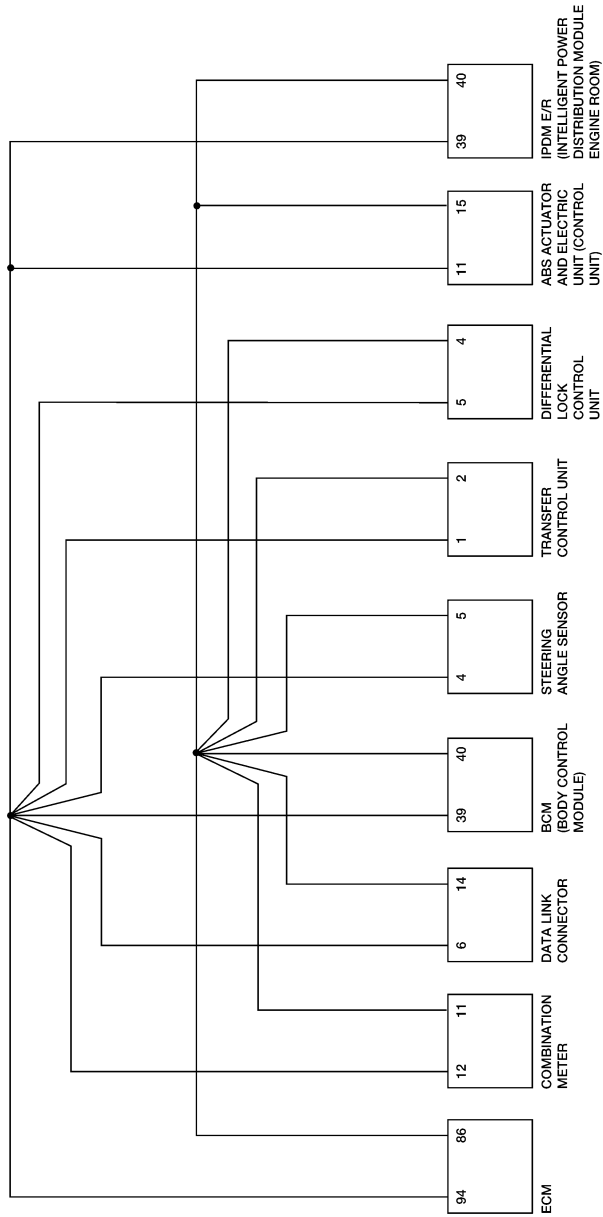 94
86
ECM
12
11
COMBINATION
METER
6
14
DATA LINK
CONNECTOR
39
40
BCM
(BODY CONTROL
MODULE)
4
5
STEERING
ANGLE SENSOR
1
2
TRANSFER
CONTROL UNIT
5
4
DIFFERENTIAL
LOCK
CONTROL
UNIT
11
15
ABS ACTUATOR
AND ELECTRIC
UNIT (CONTROL
UNIT)
39
40
IPDM E/R
(INTELLIGENT POWER
DISTRIBUTION MODULE
ENGINE ROOM)